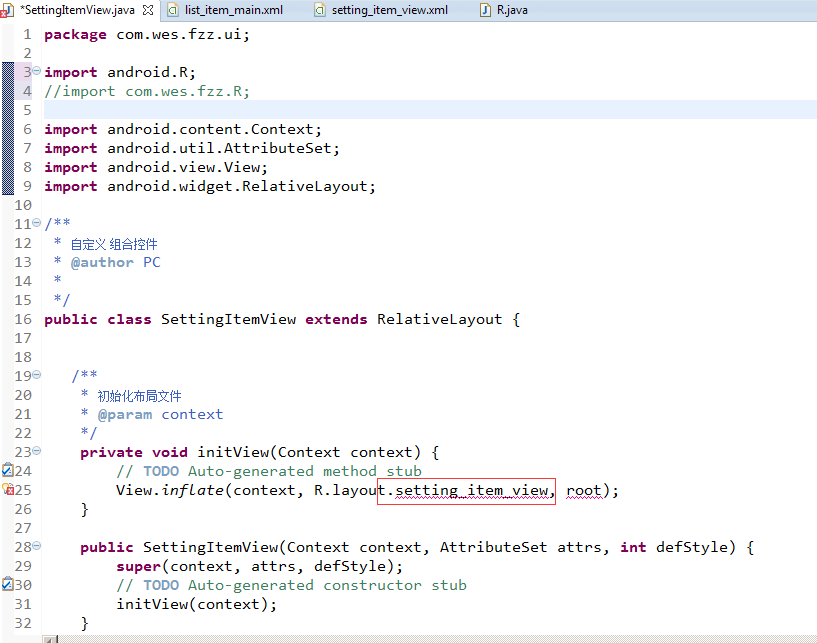 *SettingItemView.java list_item_main.xml setting_item_view.xml R.java
1 package com.wes.fzz.ui;
2
3 import android.R;
4 //import com.wes.fzz.R;
5
6 import android.content.Context;
7 import android.util.AttributeSet;
8 import android.view.View;
9 import android.widget.RelativeLayout;
10
11 /**
12 * 自定义 组合控件
13 * @author PC
14 *
15 */
16 public class SettingItemView extends RelativeLayout {
17
18
19 /**
20 * 初始化布局文件
21 * @param context
22 */
23 private void initView(Context context) {
24 // TODO Auto-generated method stub
25 View.inflate(context, R.layout.setting_item_view, root);
26 }
27
28 public SettingItemView(Context context, AttributeSet attrs, int defStyle) {
29 super(context, attrs, defStyle);
30 // TODO Auto-generated constructor stub
31 initView(context);
32 }